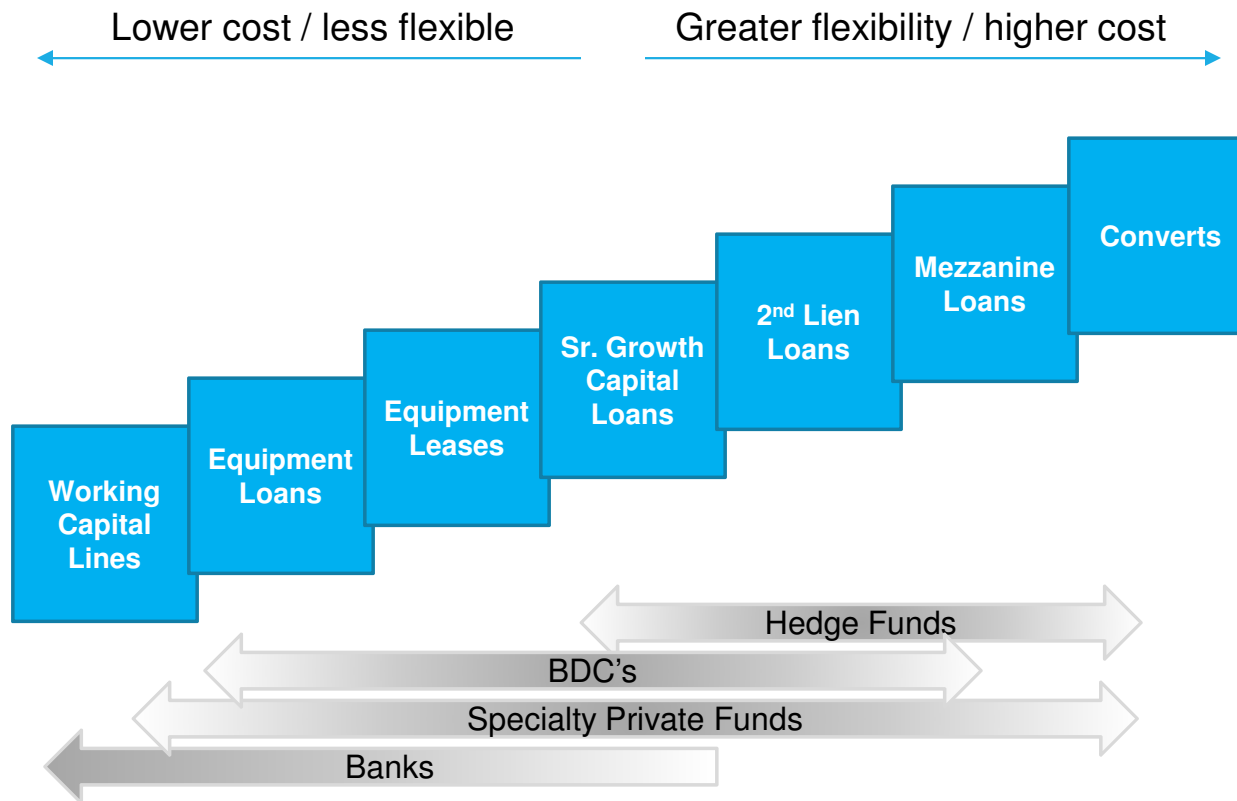 Lower cost / less flexible
Greater flexibility / higher cost
Converts
Mezzanine
Loans
2nd Lien
Loans
Sr. Growth
Capital
Loans
Equipment
Leases
Equipment
Loans
Working
Capital
Lines
Hedge Funds
BDC’s
Specialty Private Funds
Banks